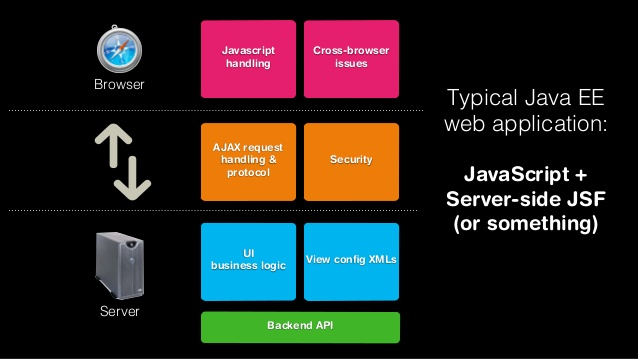 Browser
Javascript
handling
Cross-browser
issues
AJAX request
handling &
protocol
Security
Server
UI
business logic
View config XMLs
Backend API
Typical Java EE
web application:
JavaScript +
Server-side JSF
(or something)